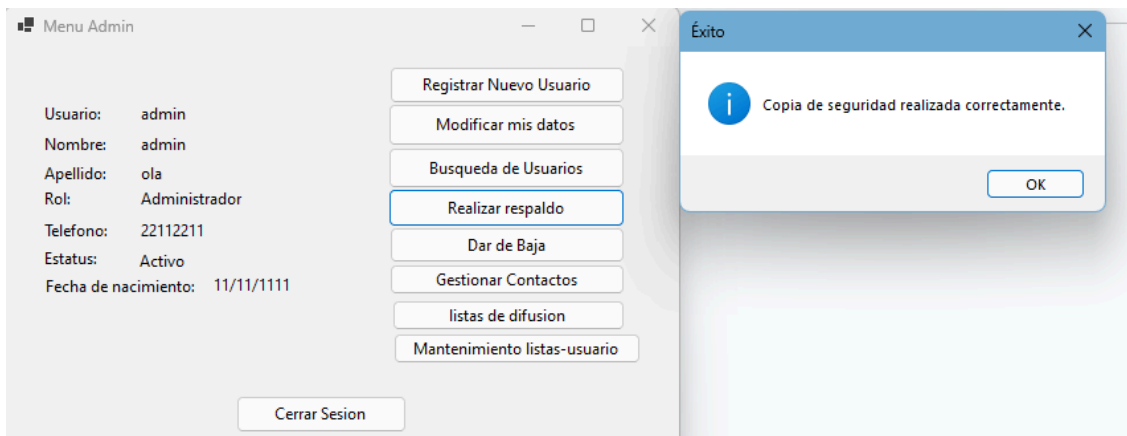 Menu Admin
Usuario: admin
Nombre: admin
Apellido: ola
Rol: Administrador
Telefono: 22112211
Estatus: Activo
Fecha de nacimiento: 11/11/1111
Registrar Nuevo Usuario
Modificar mis datos
Busqueda de Usuarios
Realizar respaldo
Dar de Baja
Gestionar Contactos
listas de difusion
Mantenimiento listas-usuario
Cerrar Sesion
Éxito
Copia de seguridad realizada correctamente.
OK